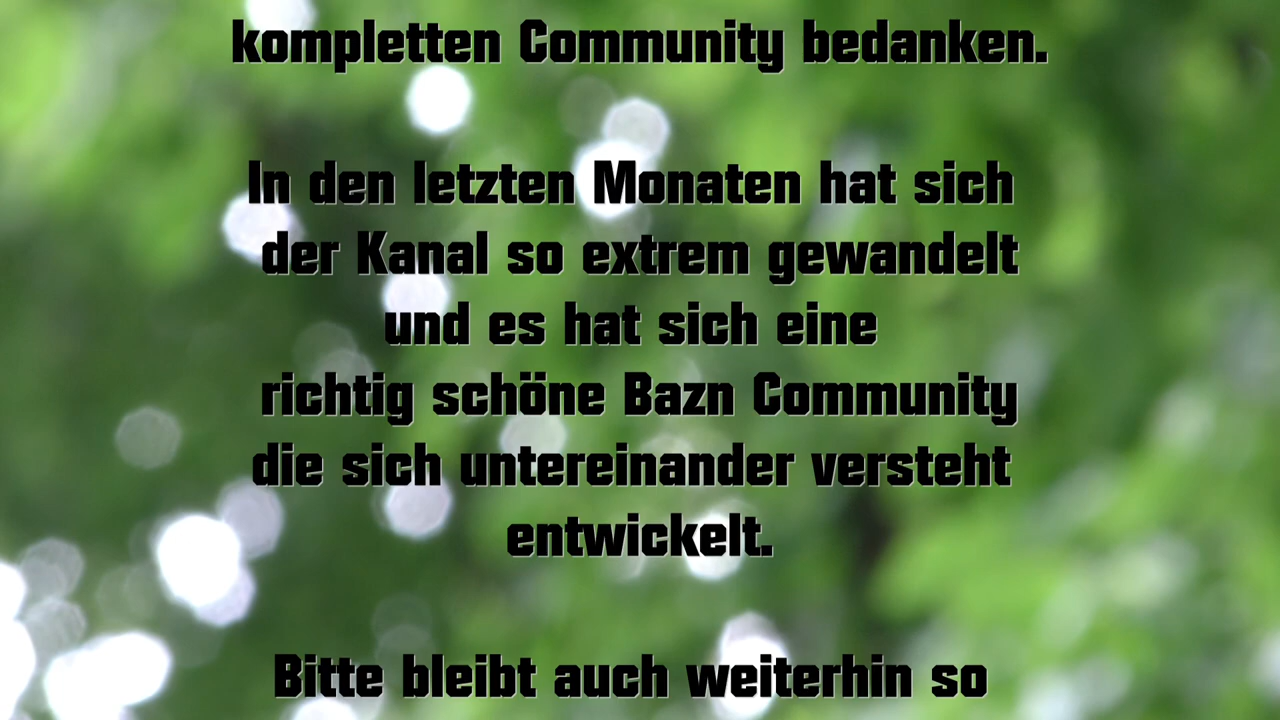 kompletten Community bedanken.
In den letzten Monaten hat sich
der Kanal so extrem gewandelt
und es hat sich eine
richtig schöne Bazn Community
die sich untereinander versteht
entwickelt.
Bitte bleibt auch weiterhin so